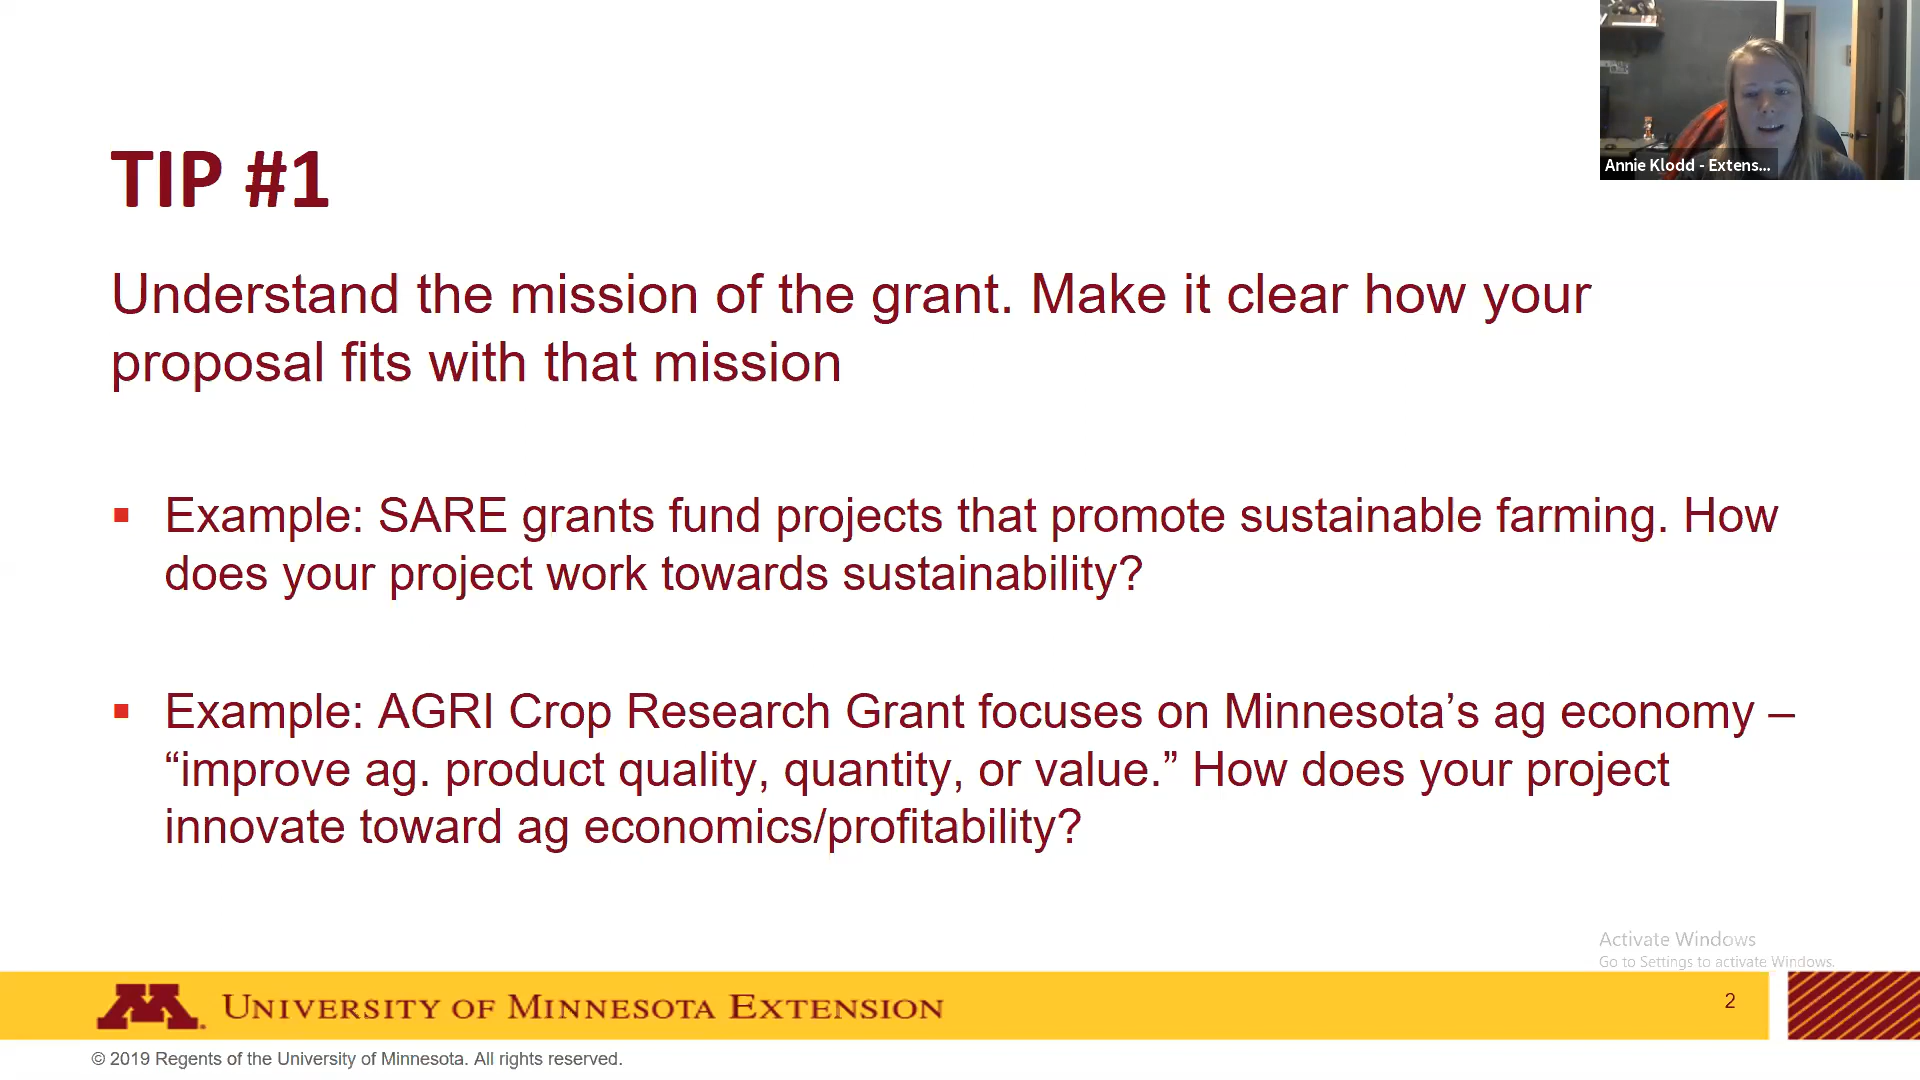 Annie Klodd - Extens...
TIP #1
Understand the mission of the grant. Make it clear how your
proposal fits with that mission
Example: SARE grants fund projects that promote sustainable farming. How
does your project work towards sustainability?
Example: AGRI Crop Research Grant focuses on Minnesota’s ag economy –
“improve ag. product quality, quantity, or value.” How does your project
innovate toward ag economics/profitability?
Activate Windows
Go to Settings to activate Windows.
M
UNIVERSITY OF MINNESOTA EXTENSION
2
© 2019 Regents of the University of Minnesota. All rights reserved.